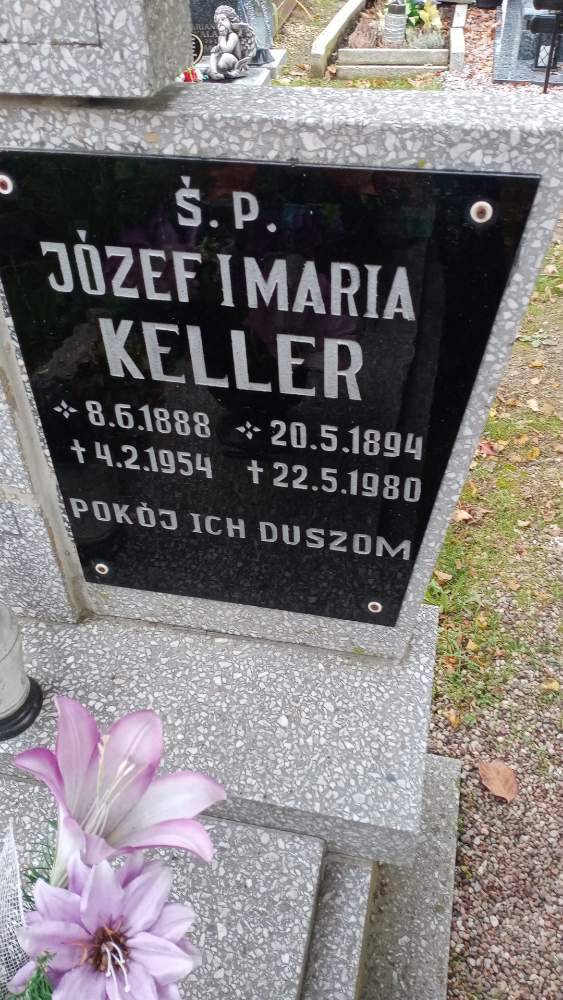 Ś. P.
JÓZEF I MARIA
KELLER
8.6.1888 20.5.1894
4.2.1954 22.5.1980
POKÓJ ICH DUSZOM